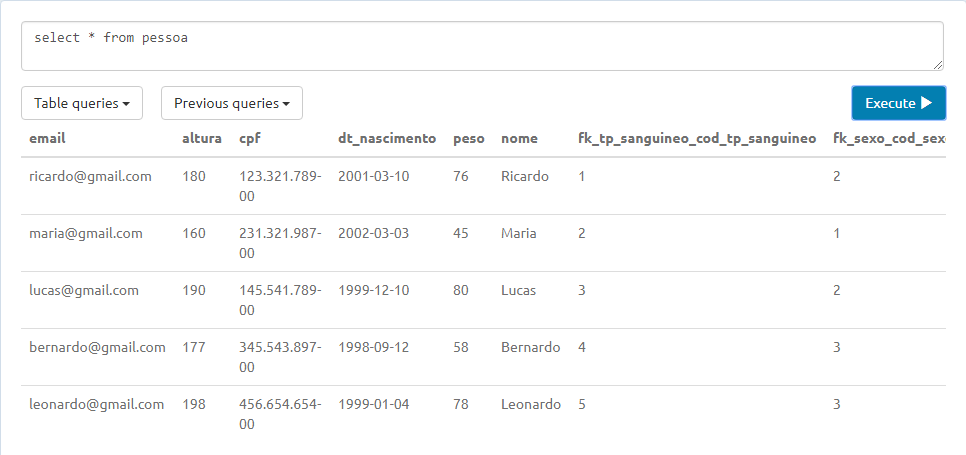 select * from pessoa
Table queries Previous queries Execute
email altura cpf dt_nascimento peso nome fk_tp_sanguineo_cod_tp_sanguineo fk_sexo_cod_sex
ricardo@gmail.com 180 123.321.789-00 2001-03-10 76 Ricardo 1 2
maria@gmail.com 160 231.321.987-00 2002-03-03 45 Maria 2 1
lucas@gmail.com 190 145.541.789-00 1999-12-10 80 Lucas 3 2
bernardo@gmail.com 177 345.543.897-00 1998-09-12 58 Bernardo 4 3
leonardo@gmail.com 198 456.654.654-00 1999-01-04 78 Leonardo 5 3